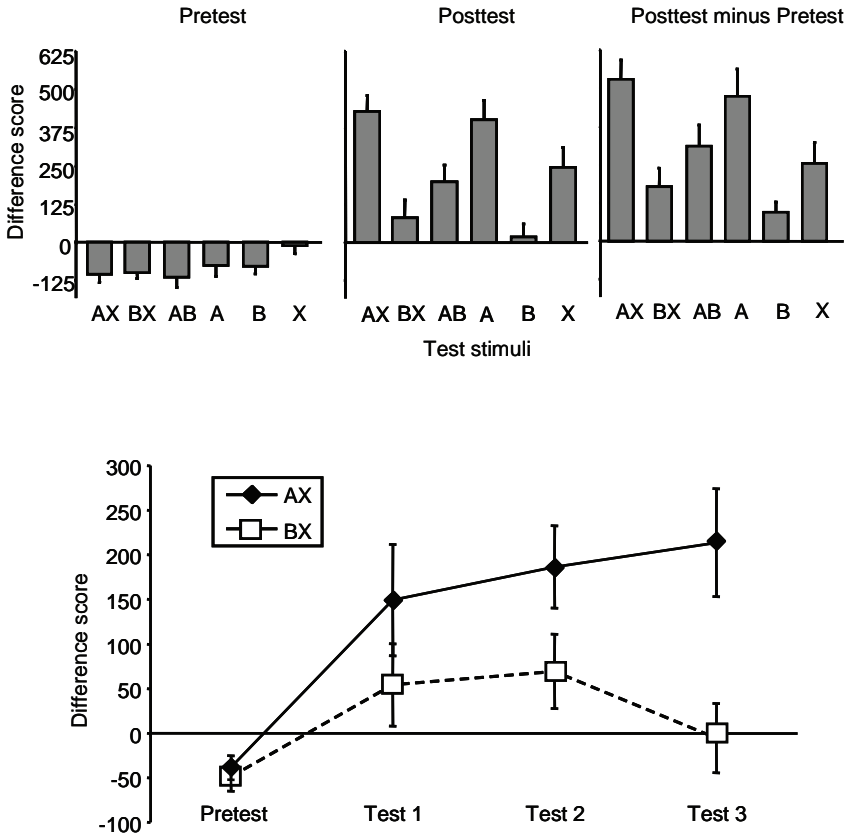 Pretest
Posttest
Posttest minus Pretest
Difference score
625
500
375
250
125
0
-125
AX BX AB A B X
AX BX AB A B X
AX BX AB A B X
Test stimuli
Difference score
300
250
200
150
100
50
0
-50
-100
AX
BX
Pretest
Test 1
Test 2
Test 3